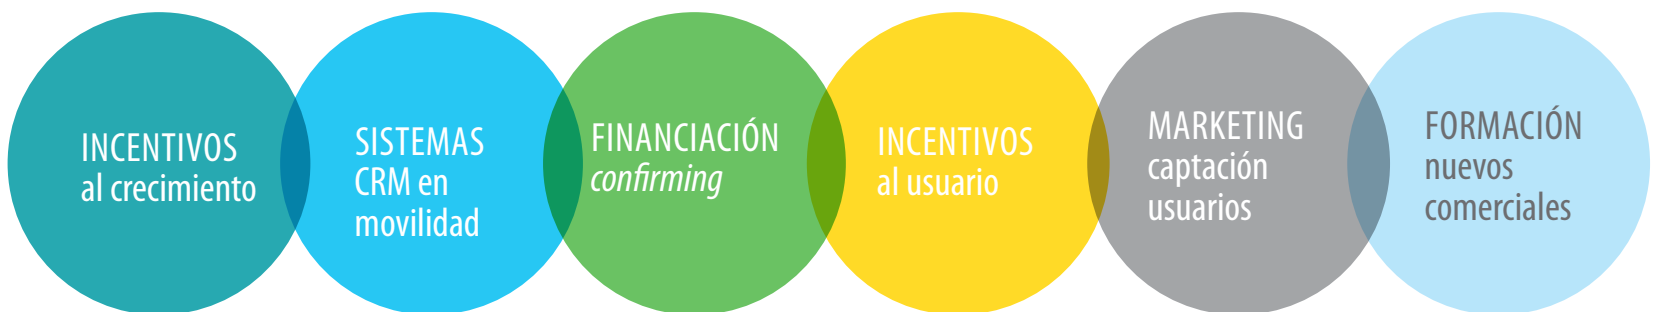 INCENTIVOS
al crecimiento
SISTEMAS
CRM en
movilidad
FINANCIACIÓN
confirming
INCENTIVOS
al usuario
MARKETING
captación
usuarios
FORMACIÓN
nuevos
comerciales